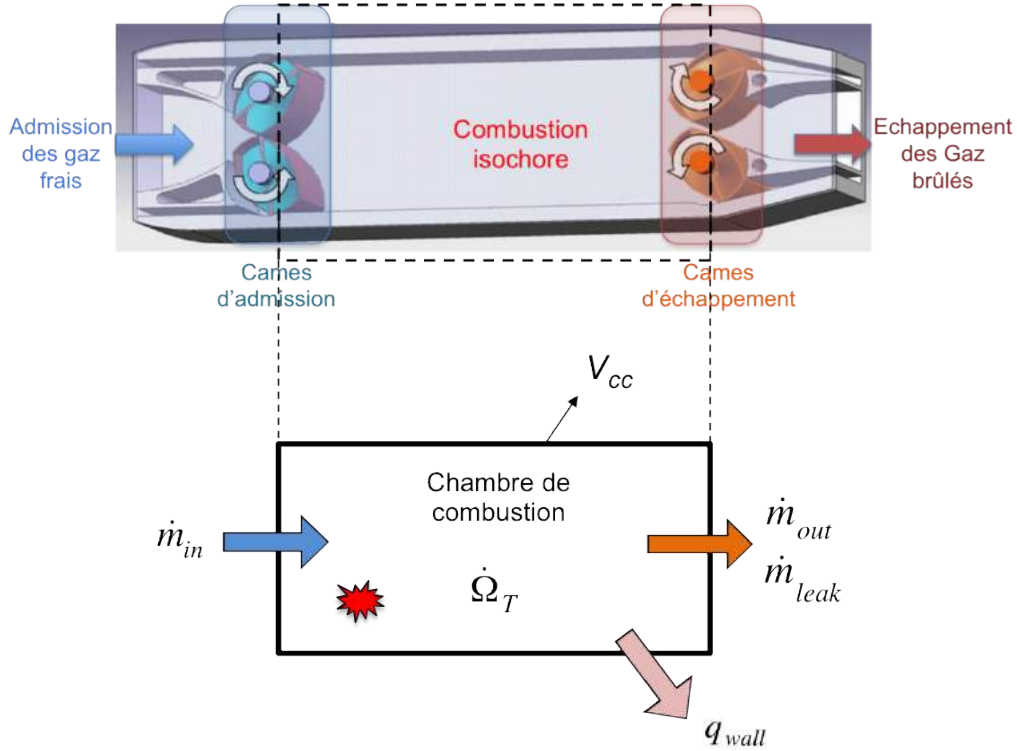 Admission
des gaz
frais
Combustion
isochore
Echappement
des Gaz
brûlés
Cames
d'admission
Cames
d'échappement
V_cc
Chambre de
combustion
ṁ_in
Ω̇_T
ṁ_out
ṁ_leak
q_wall